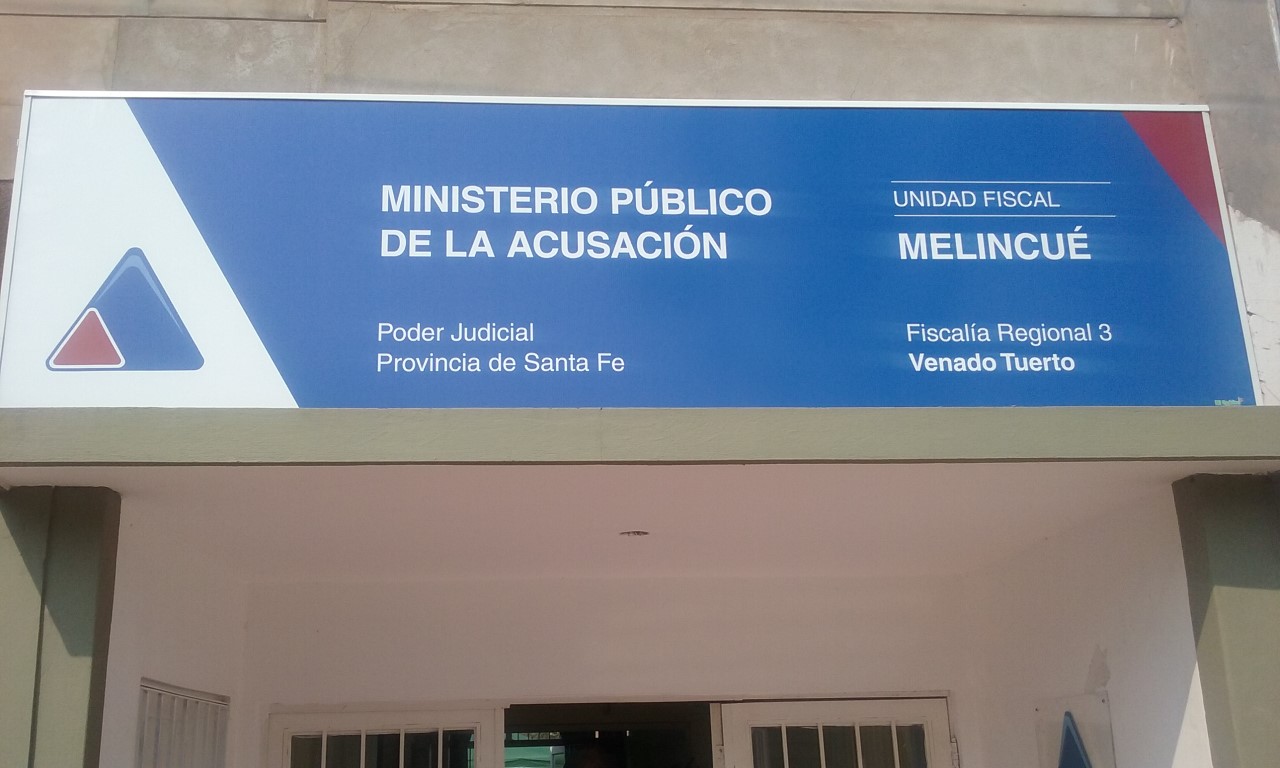 MINISTERIO PÚBLICO
DE LA ACUSACIÓN
Poder Judicial
Provincia de Santa Fe
UNIDAD FISCAL
MELINCUÉ
Fiscalía Regional 3
Venado Tuerto